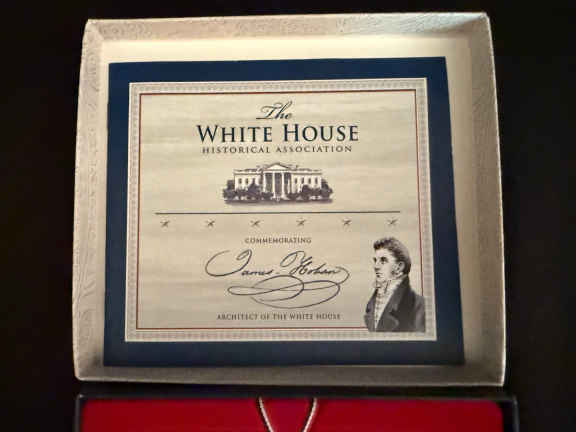 The
WHITE HOUSE
HISTORICAL ASSOCIATION
COMMEMORATING
James Hoban
ARCHITECT OF THE WHITE HOUSE